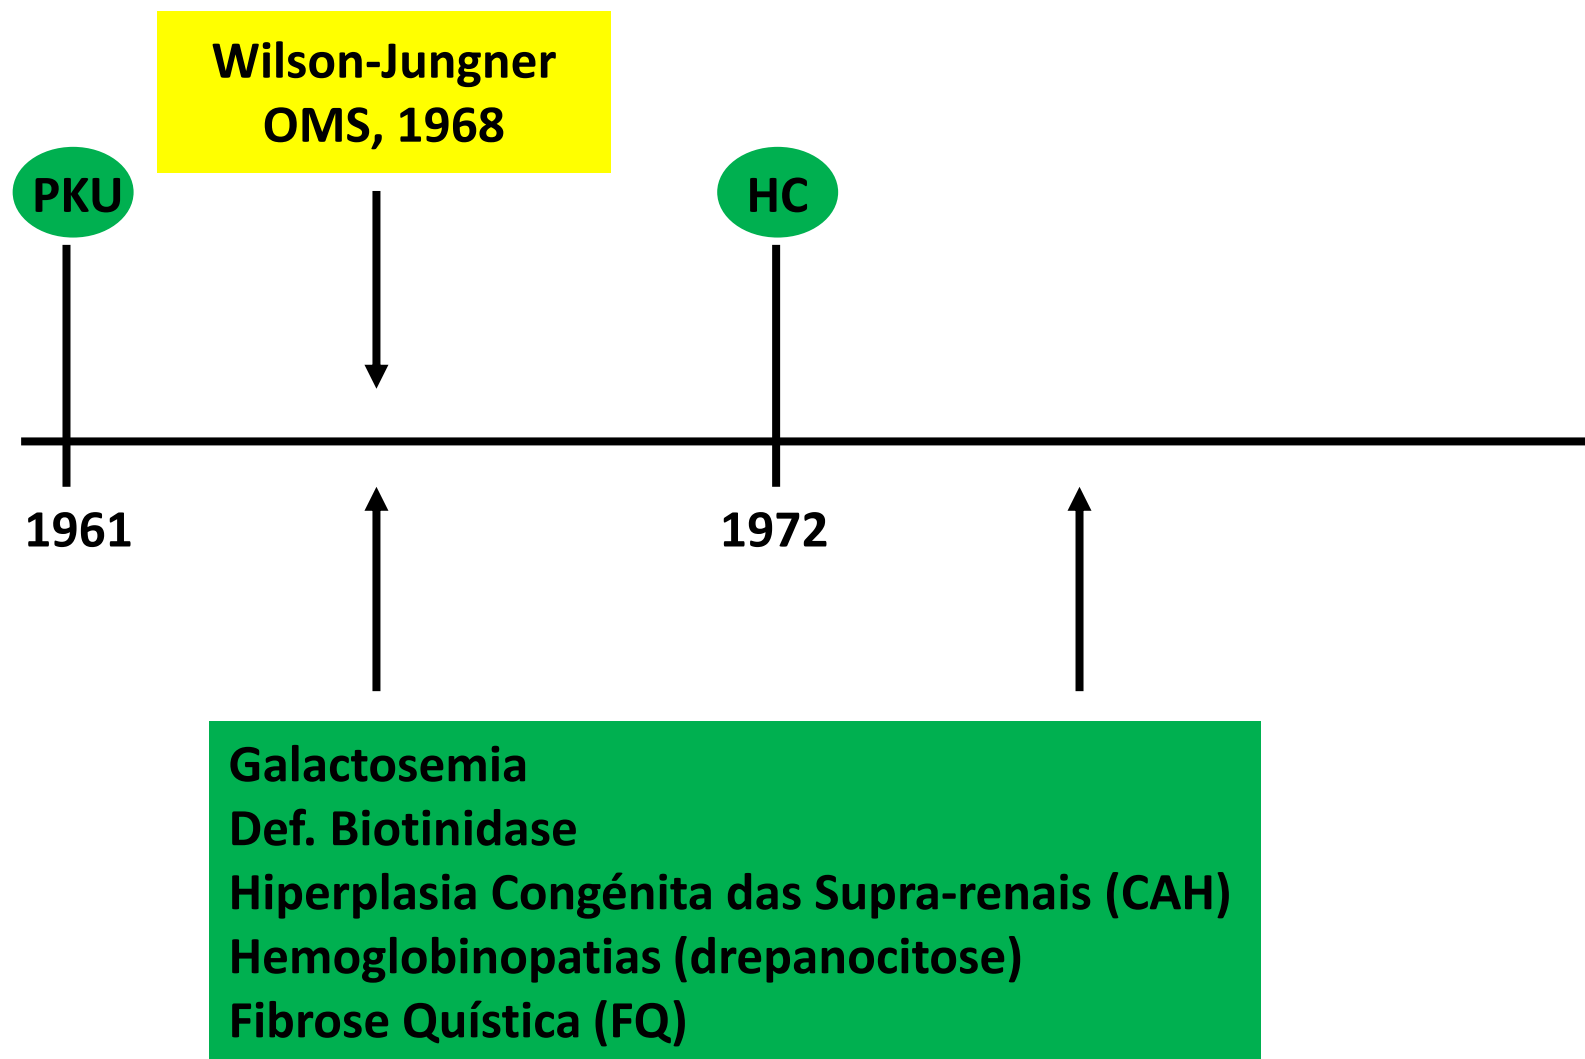 Wilson-Jungner
OMS, 1968
PKU
HC
1961
1972
Galactosemia
Def. Biotinidase
Hiperplasia Congénita das Supra-renais (CAH)
Hemoglobinopatias (drepanocitose)
Fibrose Quística (FQ)